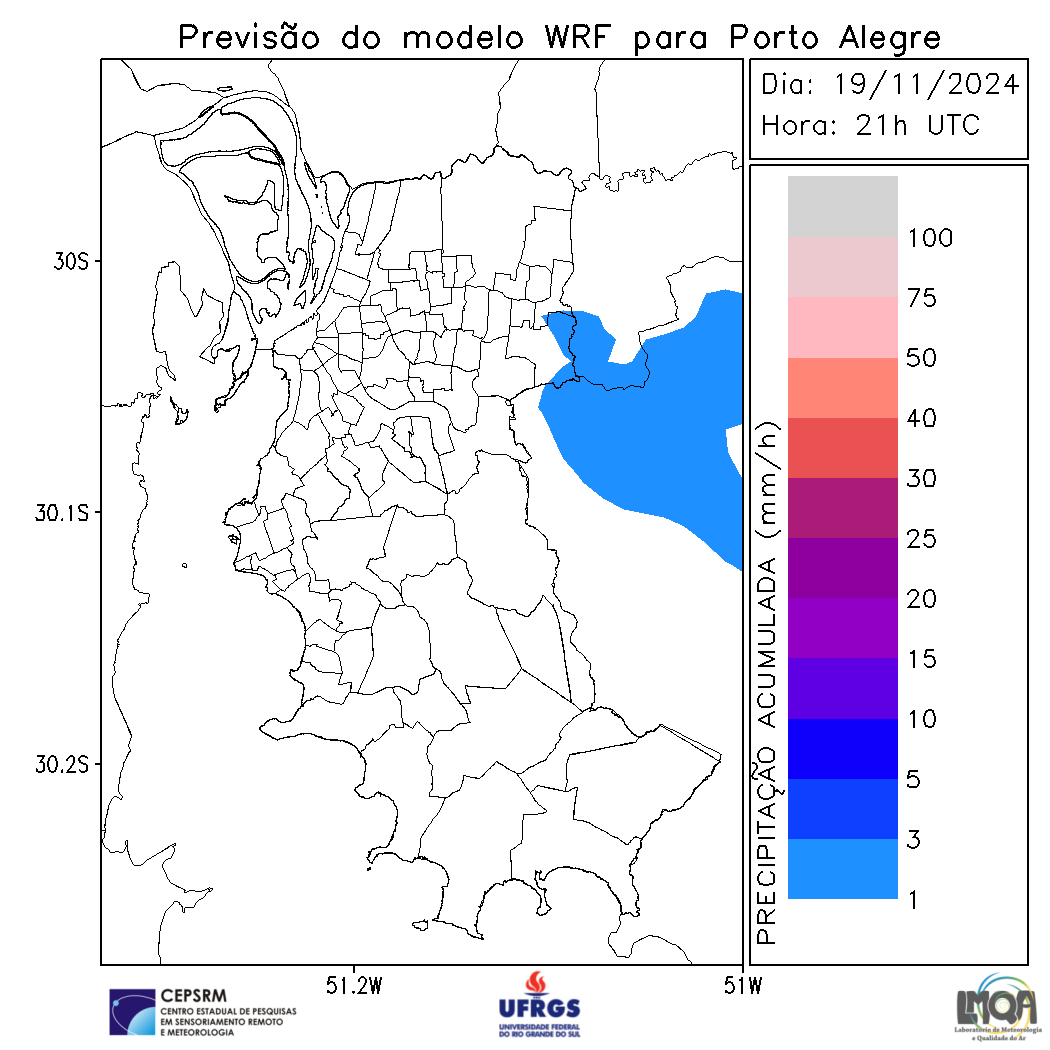 Previsão do modelo WRF para Porto Alegre
Dia: 19/11/2024
Hora: 21h UTC
30S
30.1S
30.2S
51.2W
51W
PRECIPITAÇÃO ACUMULADA (mm/h)
100
75
50
40
30
25
20
15
10
5
3
1
CEPSRM
CENTRO ESTADUAL DE PESQUISAS
EM SENSORIAMENTO REMOTO
E METEOROLOGIA
UFRGS
UNIVERSIDADE FEDERAL
DO RIO GRANDE DO SUL
LMQA
Laboratório de Meteorologia
e Qualidade do Ar